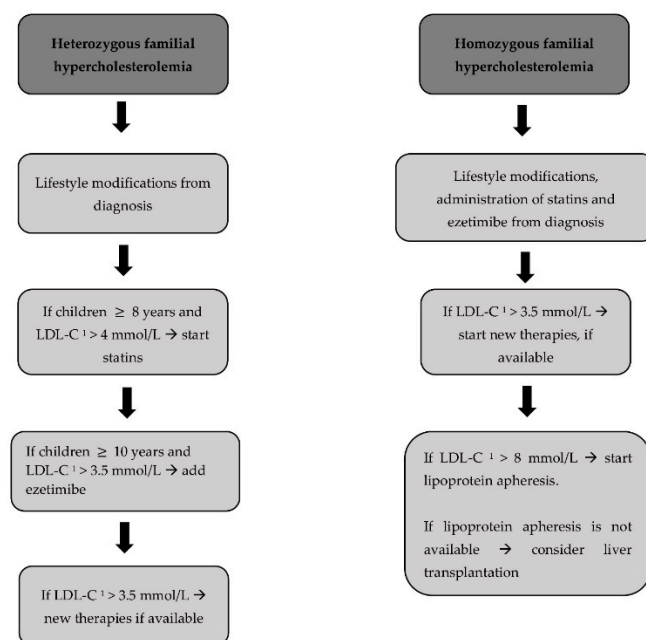 Heterozygous familial
hypercholesterolemia
Lifestyle modifications from
diagnosis
If children ≥ 8 years and
LDL-C ¹ > 4 mmol/L → start
statins
If children ≥ 10 years and
LDL-C ¹ > 3.5 mmol/L → add
ezetimibe
If LDL-C ¹ > 3.5 mmol/L →
new therapies if available
Homozygous familial
hypercholesterolemia
Lifestyle modifications,
administration of statins and
ezetimibe from diagnosis
If LDL-C ¹ > 3.5 mmol/L →
start new therapies, if
available
If LDL-C ¹ > 8 mmol/L → start
lipoprotein apheresis.
If lipoprotein apheresis is not
available → consider liver
transplantation